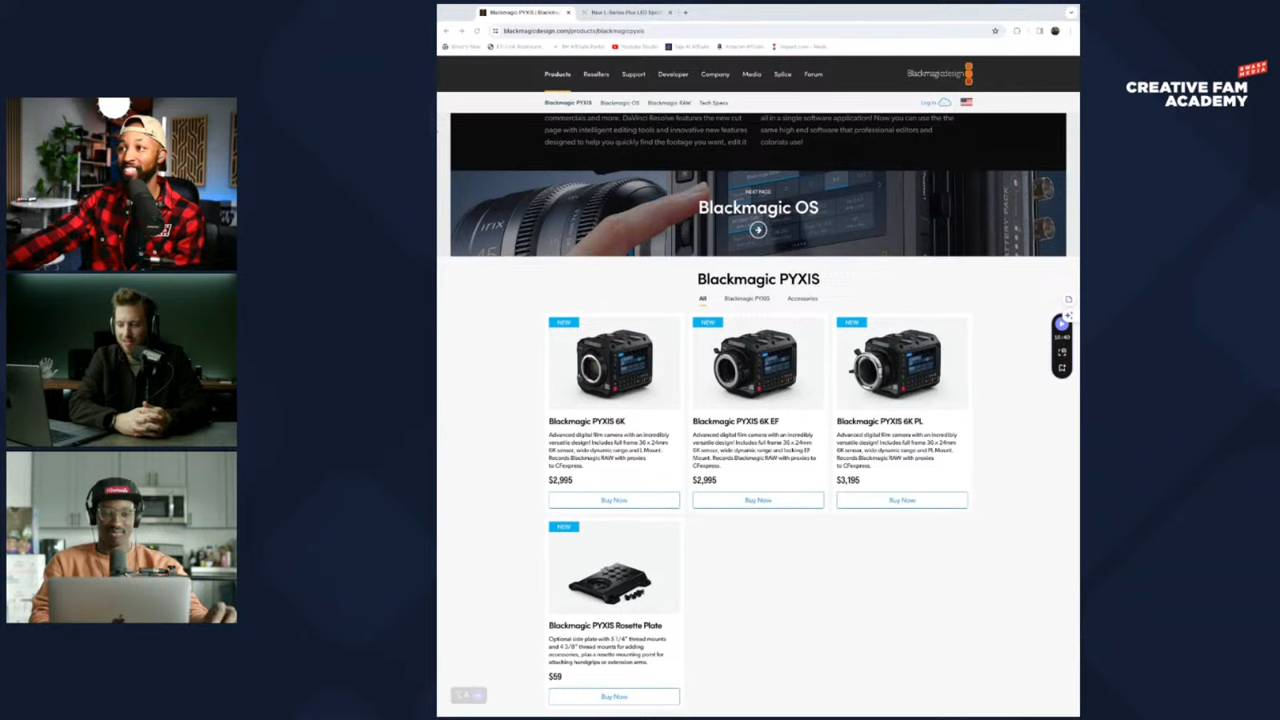 Blackmagic PYXIS | Blackma...
New L-Series Plus LED Spotl
blackmagicdesign.com/products/blackmagicpyxis
What's New
BH Affiliate Portal
Youtube Studio
Amazon Affiliate
Products
Resellers
Support
Developer
Company
Media
Splice
Forum
Blackmagicdesign
Blackmagic PYXIS
Blackmagic OS
Blackmagic RAW
Tech Specs
Log In
AWARD MEDIA
CREATIVE FAM
ACADEMY
commercials and more. DaVinci Resolve features the new cut
page with intelligent editing tools and innovative new features
designed to help you quickly find the footage you want, edit it
all in a single software application! Now you can use the the
same high end software that professional editors and
colorists use!
NEXT PAGE
Blackmagic OS
IRIX
45
Blackmagic PYXIS
All
Blackmagic PYXIS
Accessories
10:40
NEW
Blackmagic PYXIS 6K
Advanced digital film camera with an incredibly
versatile design! Includes full frame 36 x 24mm
6K sensor, wide dynamic range and L Mount.
Records Blackmagic RAW with proxies
to CFexpress.
$2,995
Buy Now
NEW
Blackmagic PYXIS 6K EF
Advanced digital film camera with an incredibly
versatile design! Includes full frame 36 x 24mm
6K sensor, wide dynamic range and locking EF
Mount. Records Blackmagic RAW with proxies to
CFexpress.
$2,995
Buy Now
NEW
Blackmagic PYXIS 6K PL
Advanced digital film camera with an incredibly
versatile design! Includes full frame 36 x 24mm
6K sensor, wide dynamic range and PL Mount.
Records Blackmagic RAW with proxies
to CFexpress.
$3,195
Buy Now
NEW
Blackmagic PYXIS Rosette Plate
Optional side plate with 5 1/4" thread mounts
and 4 3/8" thread mounts for adding
accessories, plus a rosette mounting point for
attaching handgrips or extension arms.
$59
Buy Now